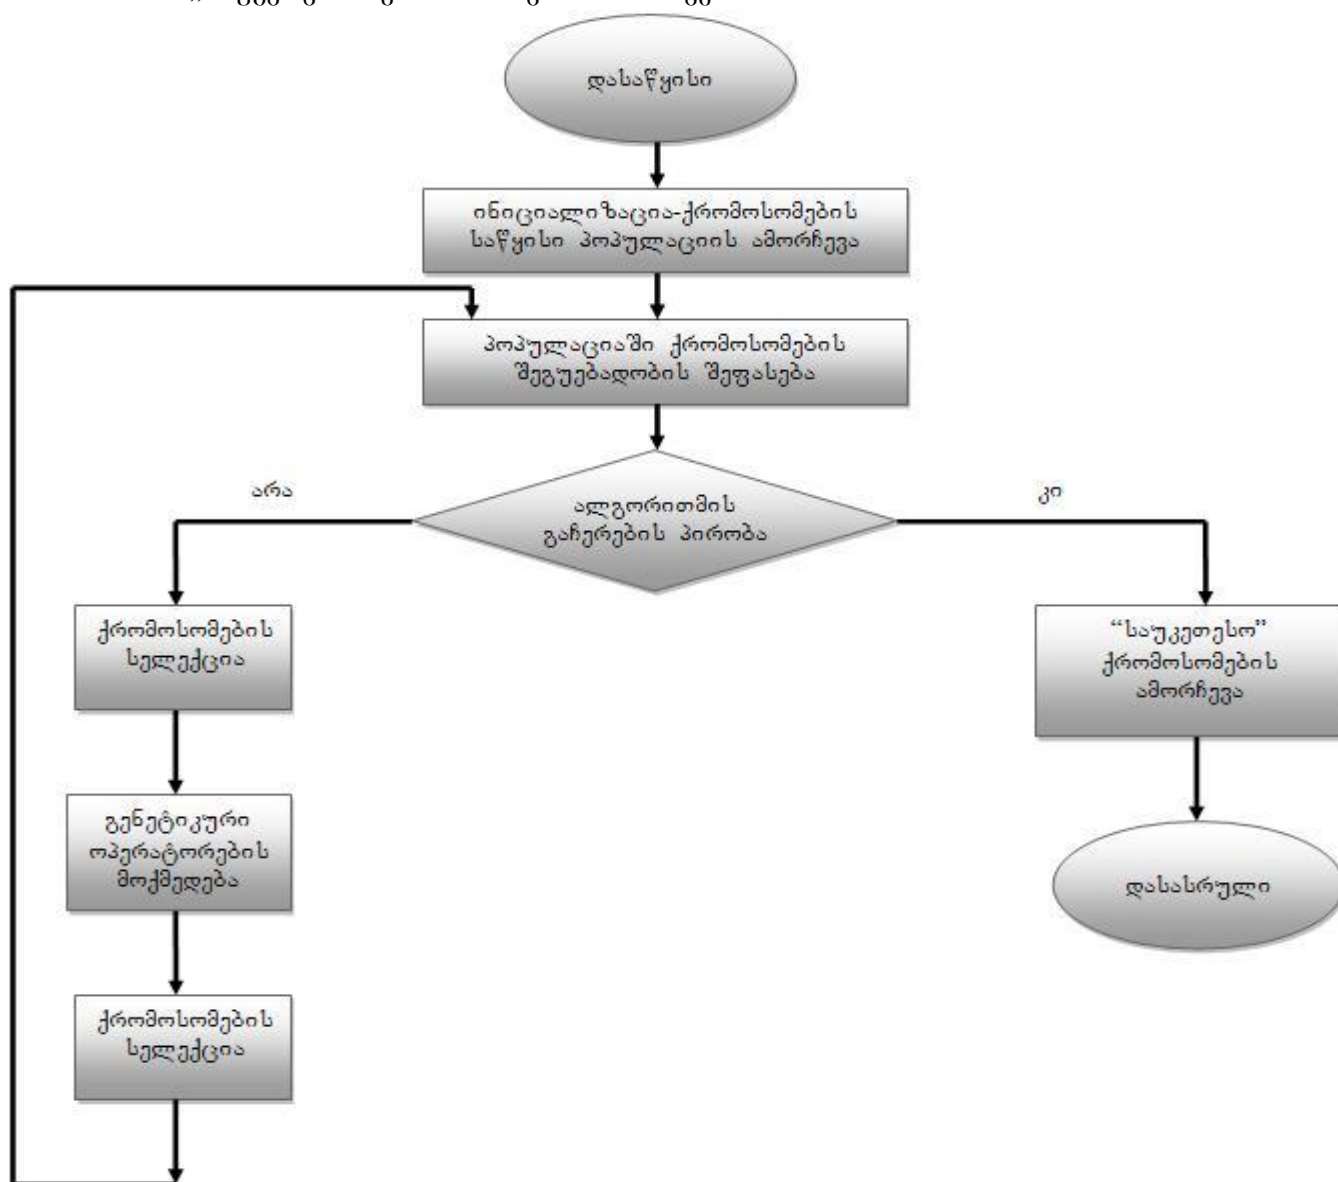 დასაწყისი
ინიციალიზაცია-ქრომოსომების
საწყისი პოპულაციის ამორჩევა
პოპულაციაში ქრომოსომების
შეგუებადობის შეფასება
არა
ალგორითმის
გაჩერების პირობა
კი
ქრომოსომების
სელექცია
“საუკეთესო”
ქრომოსომების
ამორჩევა
გენეტიკური
ოპერატორების
მოქმედება
დასასრული
ქრომოსომების
სელექცია